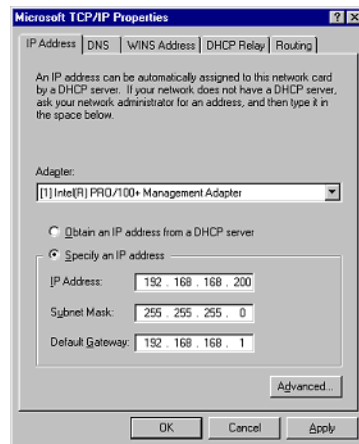 Microsoft TCP/IP Properties
IP Address DNS WINS Address DHCP Relay Routing
An IP address can be automatically assigned to this network card
by a DHCP server. If your network does not have a DHCP server,
ask your network administrator for an address, and then type it in
the space below.
Adapter:
[1] Intel(R) PRO/100+ Management Adapter
Obtain an IP address from a DHCP server
Specify an IP address
IP Address: 192 . 168 . 168 . 200
Subnet Mask: 255 . 255 . 255 . 0
Default Gateway: 192 . 168 . 168 . 1
Advanced...
OK Cancel Apply